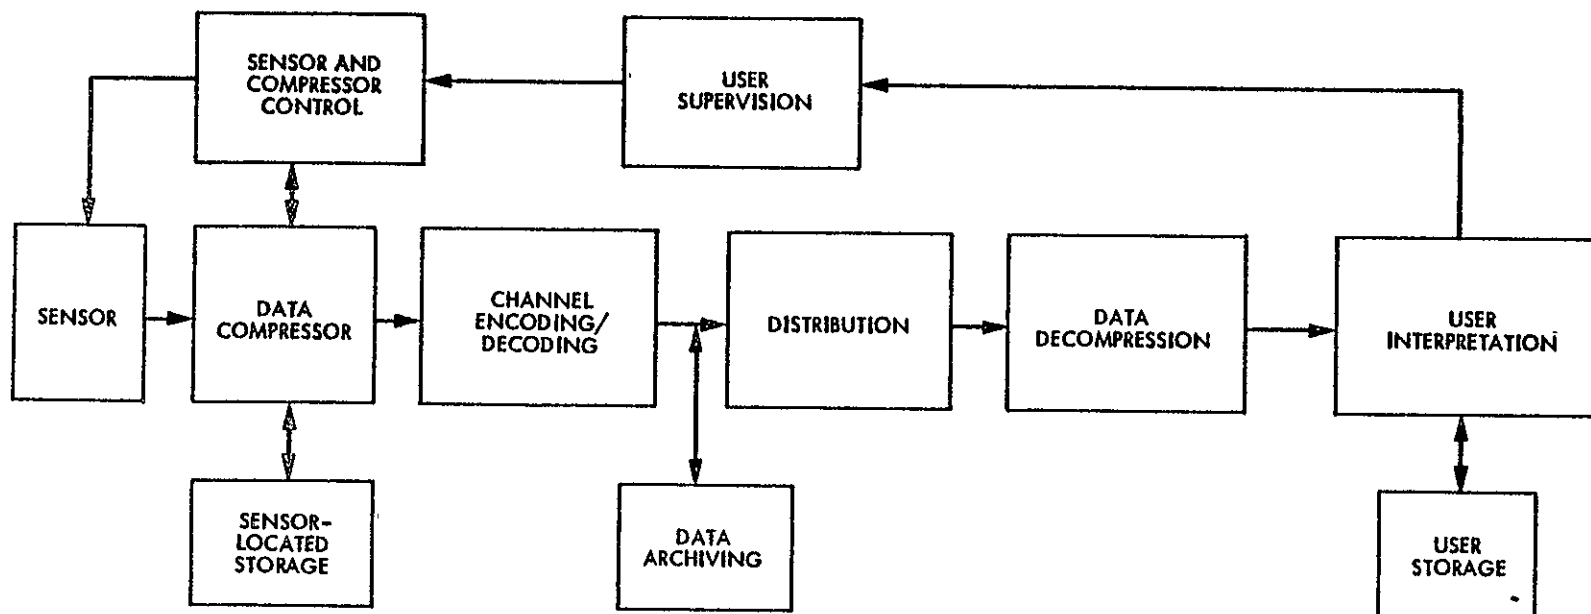 SENSOR AND
COMPRESSOR
CONTROL
USER
SUPERVISION
SENSOR
DATA
COMPRESSOR
CHANNEL
ENCODING/
DECODING
DISTRIBUTION
DATA
DECOMPRESSION
USER
INTERPRETATION
SENSOR-
LOCATED
STORAGE
DATA
ARCHIVING
USER
STORAGE